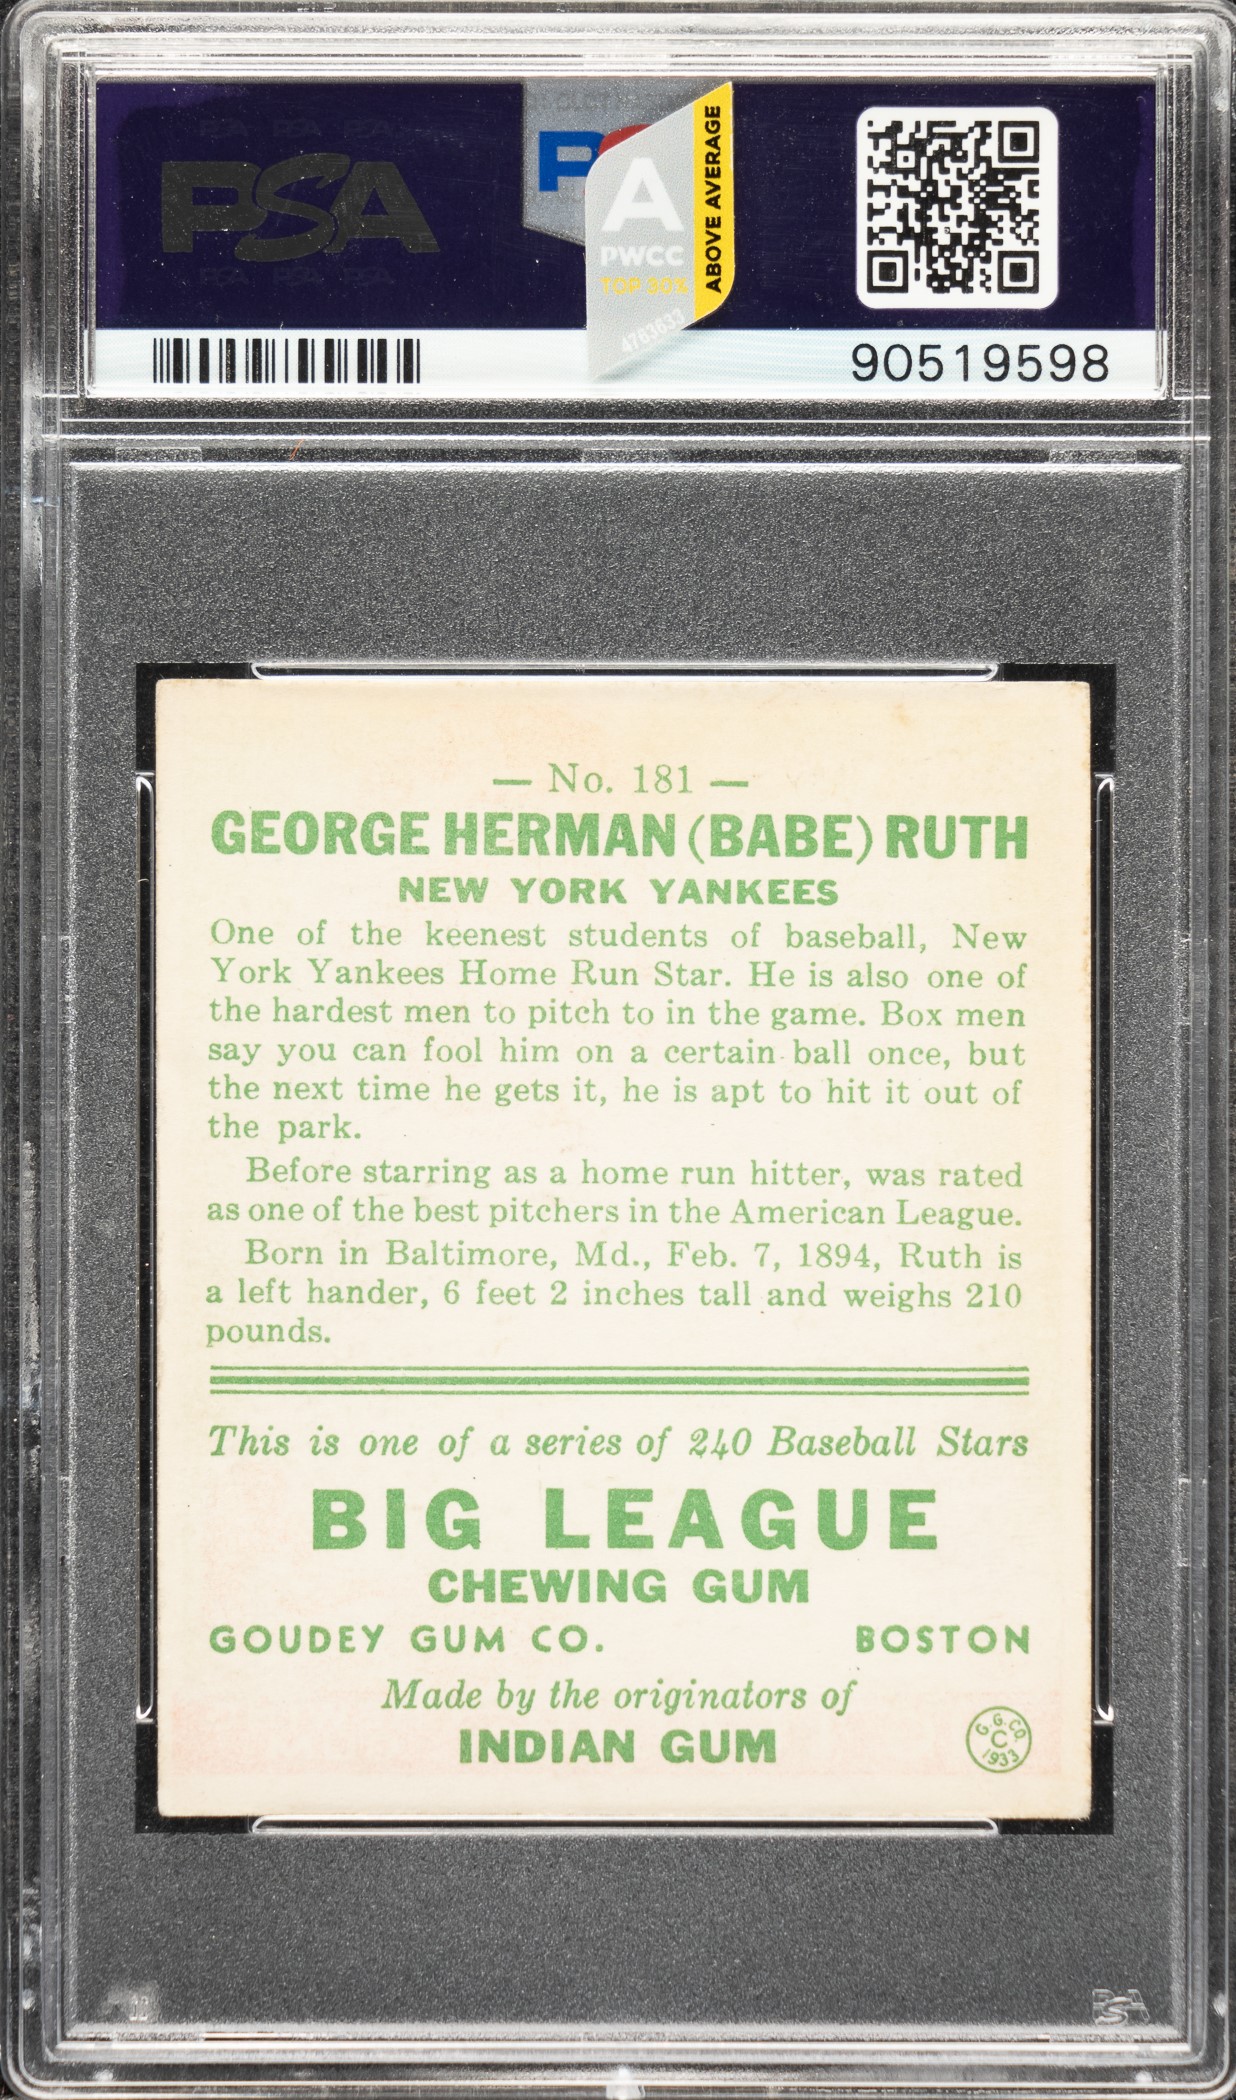 PSA
PSA
A
PWCC
TOP 30%
4763633
ABOVE AVERAGE
90519598
— No. 181 —
GEORGE HERMAN (BABE) RUTH
NEW YORK YANKEES
One of the keenest students of baseball, New
York Yankees Home Run Star. He is also one of
the hardest men to pitch to in the game. Box men
say you can fool him on a certain ball once, but
the next time he gets it, he is apt to hit it out of
the park.
Before starring as a home run hitter, was rated
as one of the best pitchers in the American League.
Born in Baltimore, Md., Feb. 7, 1894, Ruth is
a left hander, 6 feet 2 inches tall and weighs 210
pounds.
This is one of a series of 240 Baseball Stars
BIG LEAGUE
CHEWING GUM
GOUDEY GUM CO. BOSTON
Made by the originators of
INDIAN GUM
G.G.CO.
C
1933
PSA